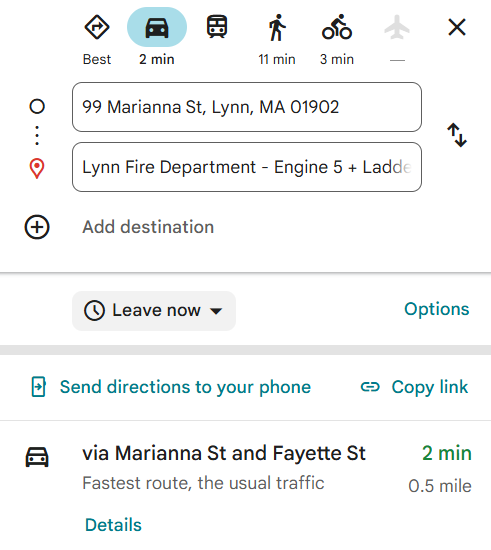 Best
2 min
11 min
3 min
—
99 Marianna St, Lynn, MA 01902
Lynn Fire Department - Engine 5 + Ladde
Add destination
Leave now
Options
Send directions to your phone
Copy link
via Marianna St and Fayette St
2 min
Fastest route, the usual traffic
0.5 mile
Details